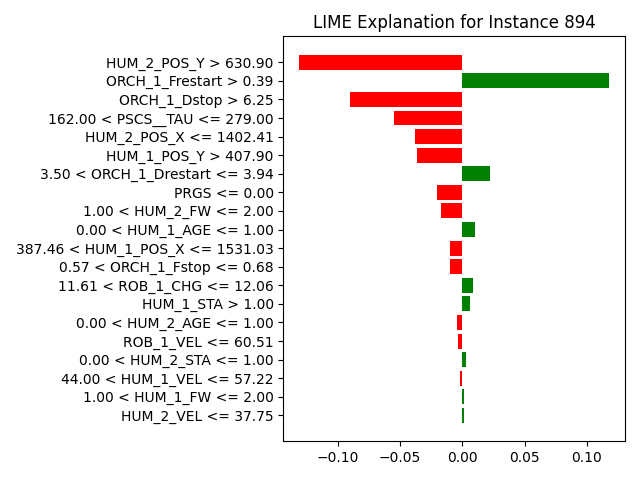 LIME Explanation for Instance 894
HUM_2_POS_Y > 630.90
ORCH_1_Frestart > 0.39
ORCH_1_Dstop > 6.25
162.00 < PSCS__TAU <= 279.00
HUM_2_POS_X <= 1402.41
HUM_1_POS_Y > 407.90
3.50 < ORCH_1_Drestart <= 3.94
PRGS <= 0.00
1.00 < HUM_2_FW <= 2.00
0.00 < HUM_1_AGE <= 1.00
387.46 < HUM_1_POS_X <= 1531.03
0.57 < ORCH_1_Fstop <= 0.68
11.61 < ROB_1_CHG <= 12.06
HUM_1_STA > 1.00
0.00 < HUM_2_AGE <= 1.00
ROB_1_VEL <= 60.51
0.00 < HUM_2_STA <= 1.00
44.00 < HUM_1_VEL <= 57.22
1.00 < HUM_1_FW <= 2.00
HUM_2_VEL <= 37.75
−0.10 −0.05 0.00 0.05 0.10